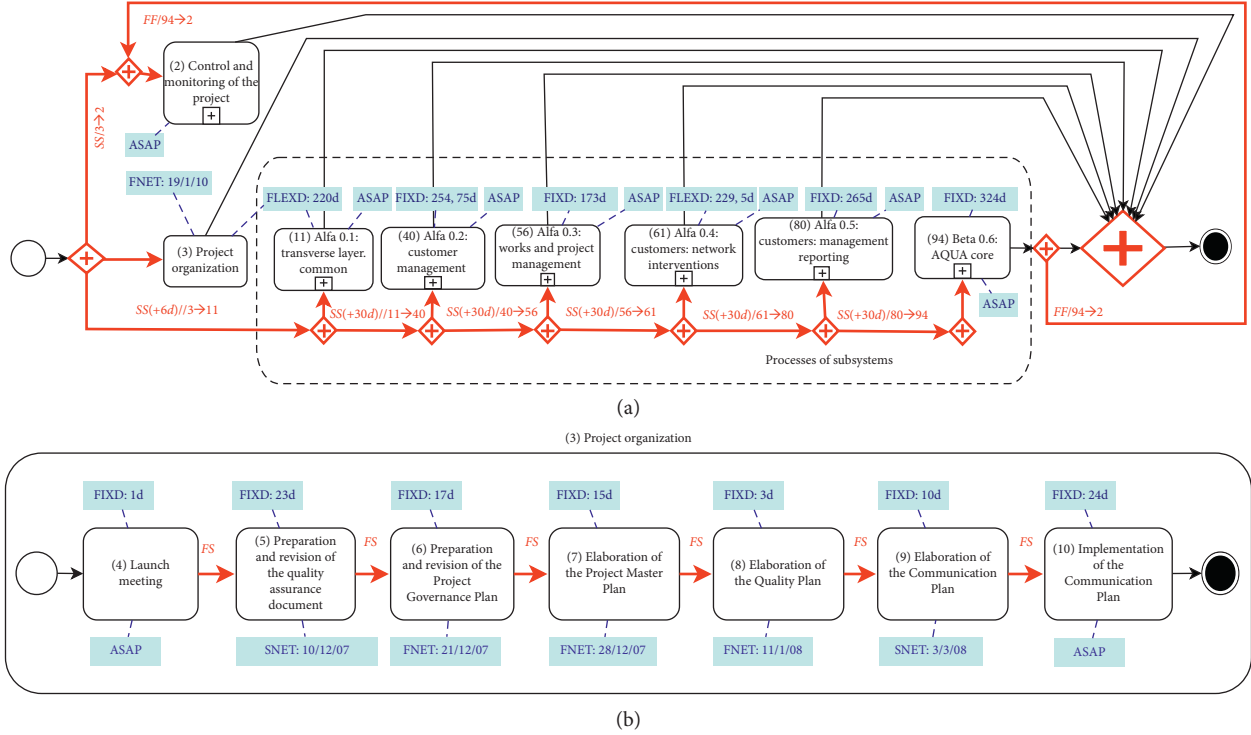 FF/94→2
(2) Control and
monitoring of the
project
SS/3→2
ASAP
FNET: 19/1/10
FLEXD: 220d
ASAP
FIXD: 254, 75d
ASAP
FIXD: 173d
ASAP
FLEXD: 229, 5d
ASAP
FIXD: 265d
ASAP
FIXD: 324d
(3) Project
organization
(11) Alfa 0.1:
transverse layer.
common
(40) Alfa 0.2:
customer
management
(56) Alfa 0.3:
works and project
management
(61) Alfa 0.4:
customers: network
interventions
(80) Alfa 0.5:
customers: management
reporting
(94) Beta 0.6:
AQUA core
ASAP
SS(+6d)//3→11
SS(+30d)//11→40
SS(+30d)/40→56
SS(+30d)/56→61
SS(+30d)/61→80
SS(+30d)/80→94
FF/94→2
Processes of subsystems
(a)
(3) Project organization
FIXD: 1d
FIXD: 23d
FIXD: 17d
FIXD: 15d
FIXD: 3d
FIXD: 10d
FIXD: 24d
(4) Launch
meeting
FS
(5) Preparation
and revision of
the quality
assurance
document
FS
(6) Preparation
and revision of the
Project
Governance Plan
FS
(7) Elaboration of
the Project Master
Plan
FS
(8) Elaboration of
the Quality Plan
FS
(9) Elaboration of
the Communication
Plan
FS
(10) Implementation
of the
Communication
Plan
ASAP
SNET: 10/12/07
FNET: 21/12/07
FNET: 28/12/07
FNET: 11/1/08
SNET: 3/3/08
ASAP
(b)